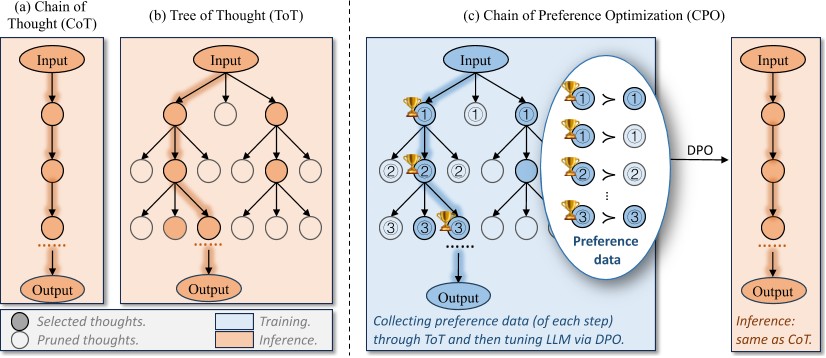 (a) Chain of
Thought (CoT)
(b) Tree of Thought (ToT)
(c) Chain of Preference Optimization (CPO)
Input
Output
Input
Output
Input
1
1
1
2
2
2
3
3
3
Output
1 ≻ 1
1 ≻ 1
2 ≻ 2
⋮
3 ≻ 3
Preference
data
DPO
Input
Output
Selected thoughts.
Pruned thoughts.
Training.
Inference.
Collecting preference data (of each step)
through ToT and then tuning LLM via DPO.
Inference:
same as CoT.